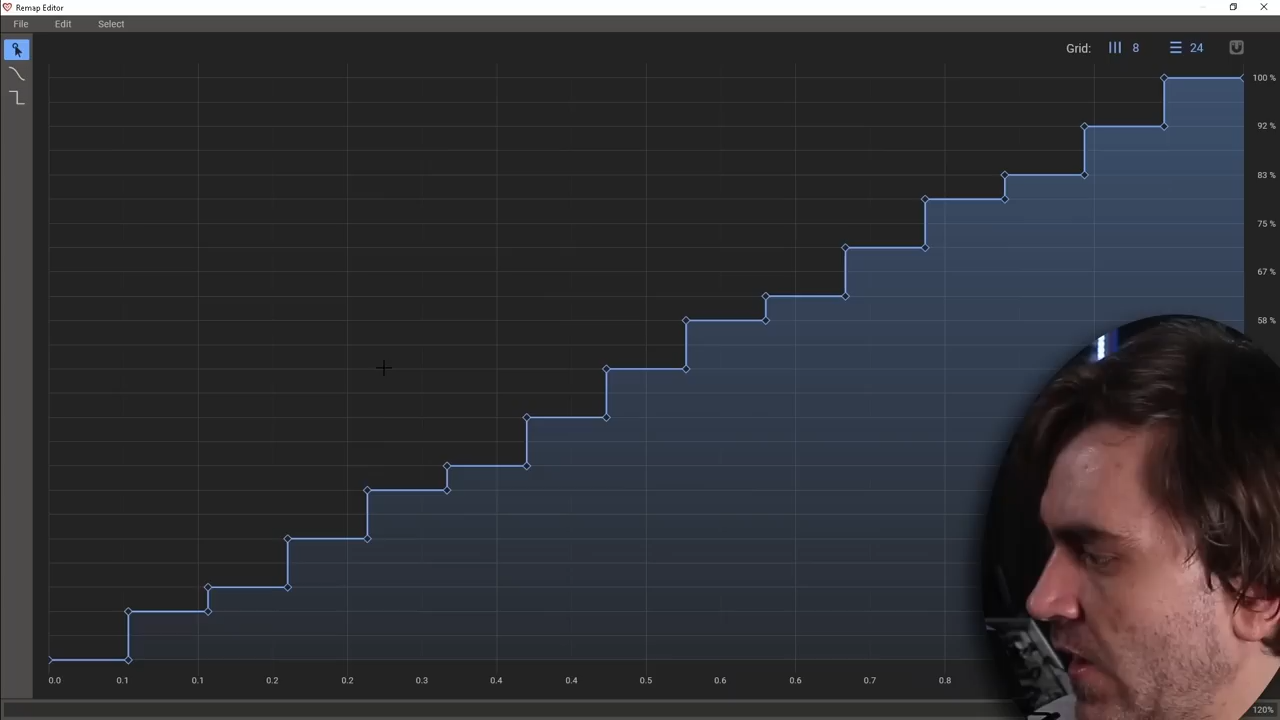 Remap Editor
File Edit Select
Grid: 8 24
100 %
92 %
83 %
75 %
67 %
58 %
0.0 0.1 0.1 0.2 0.2 0.3 0.4 0.4 0.5 0.6 0.6 0.7 0.8
120%